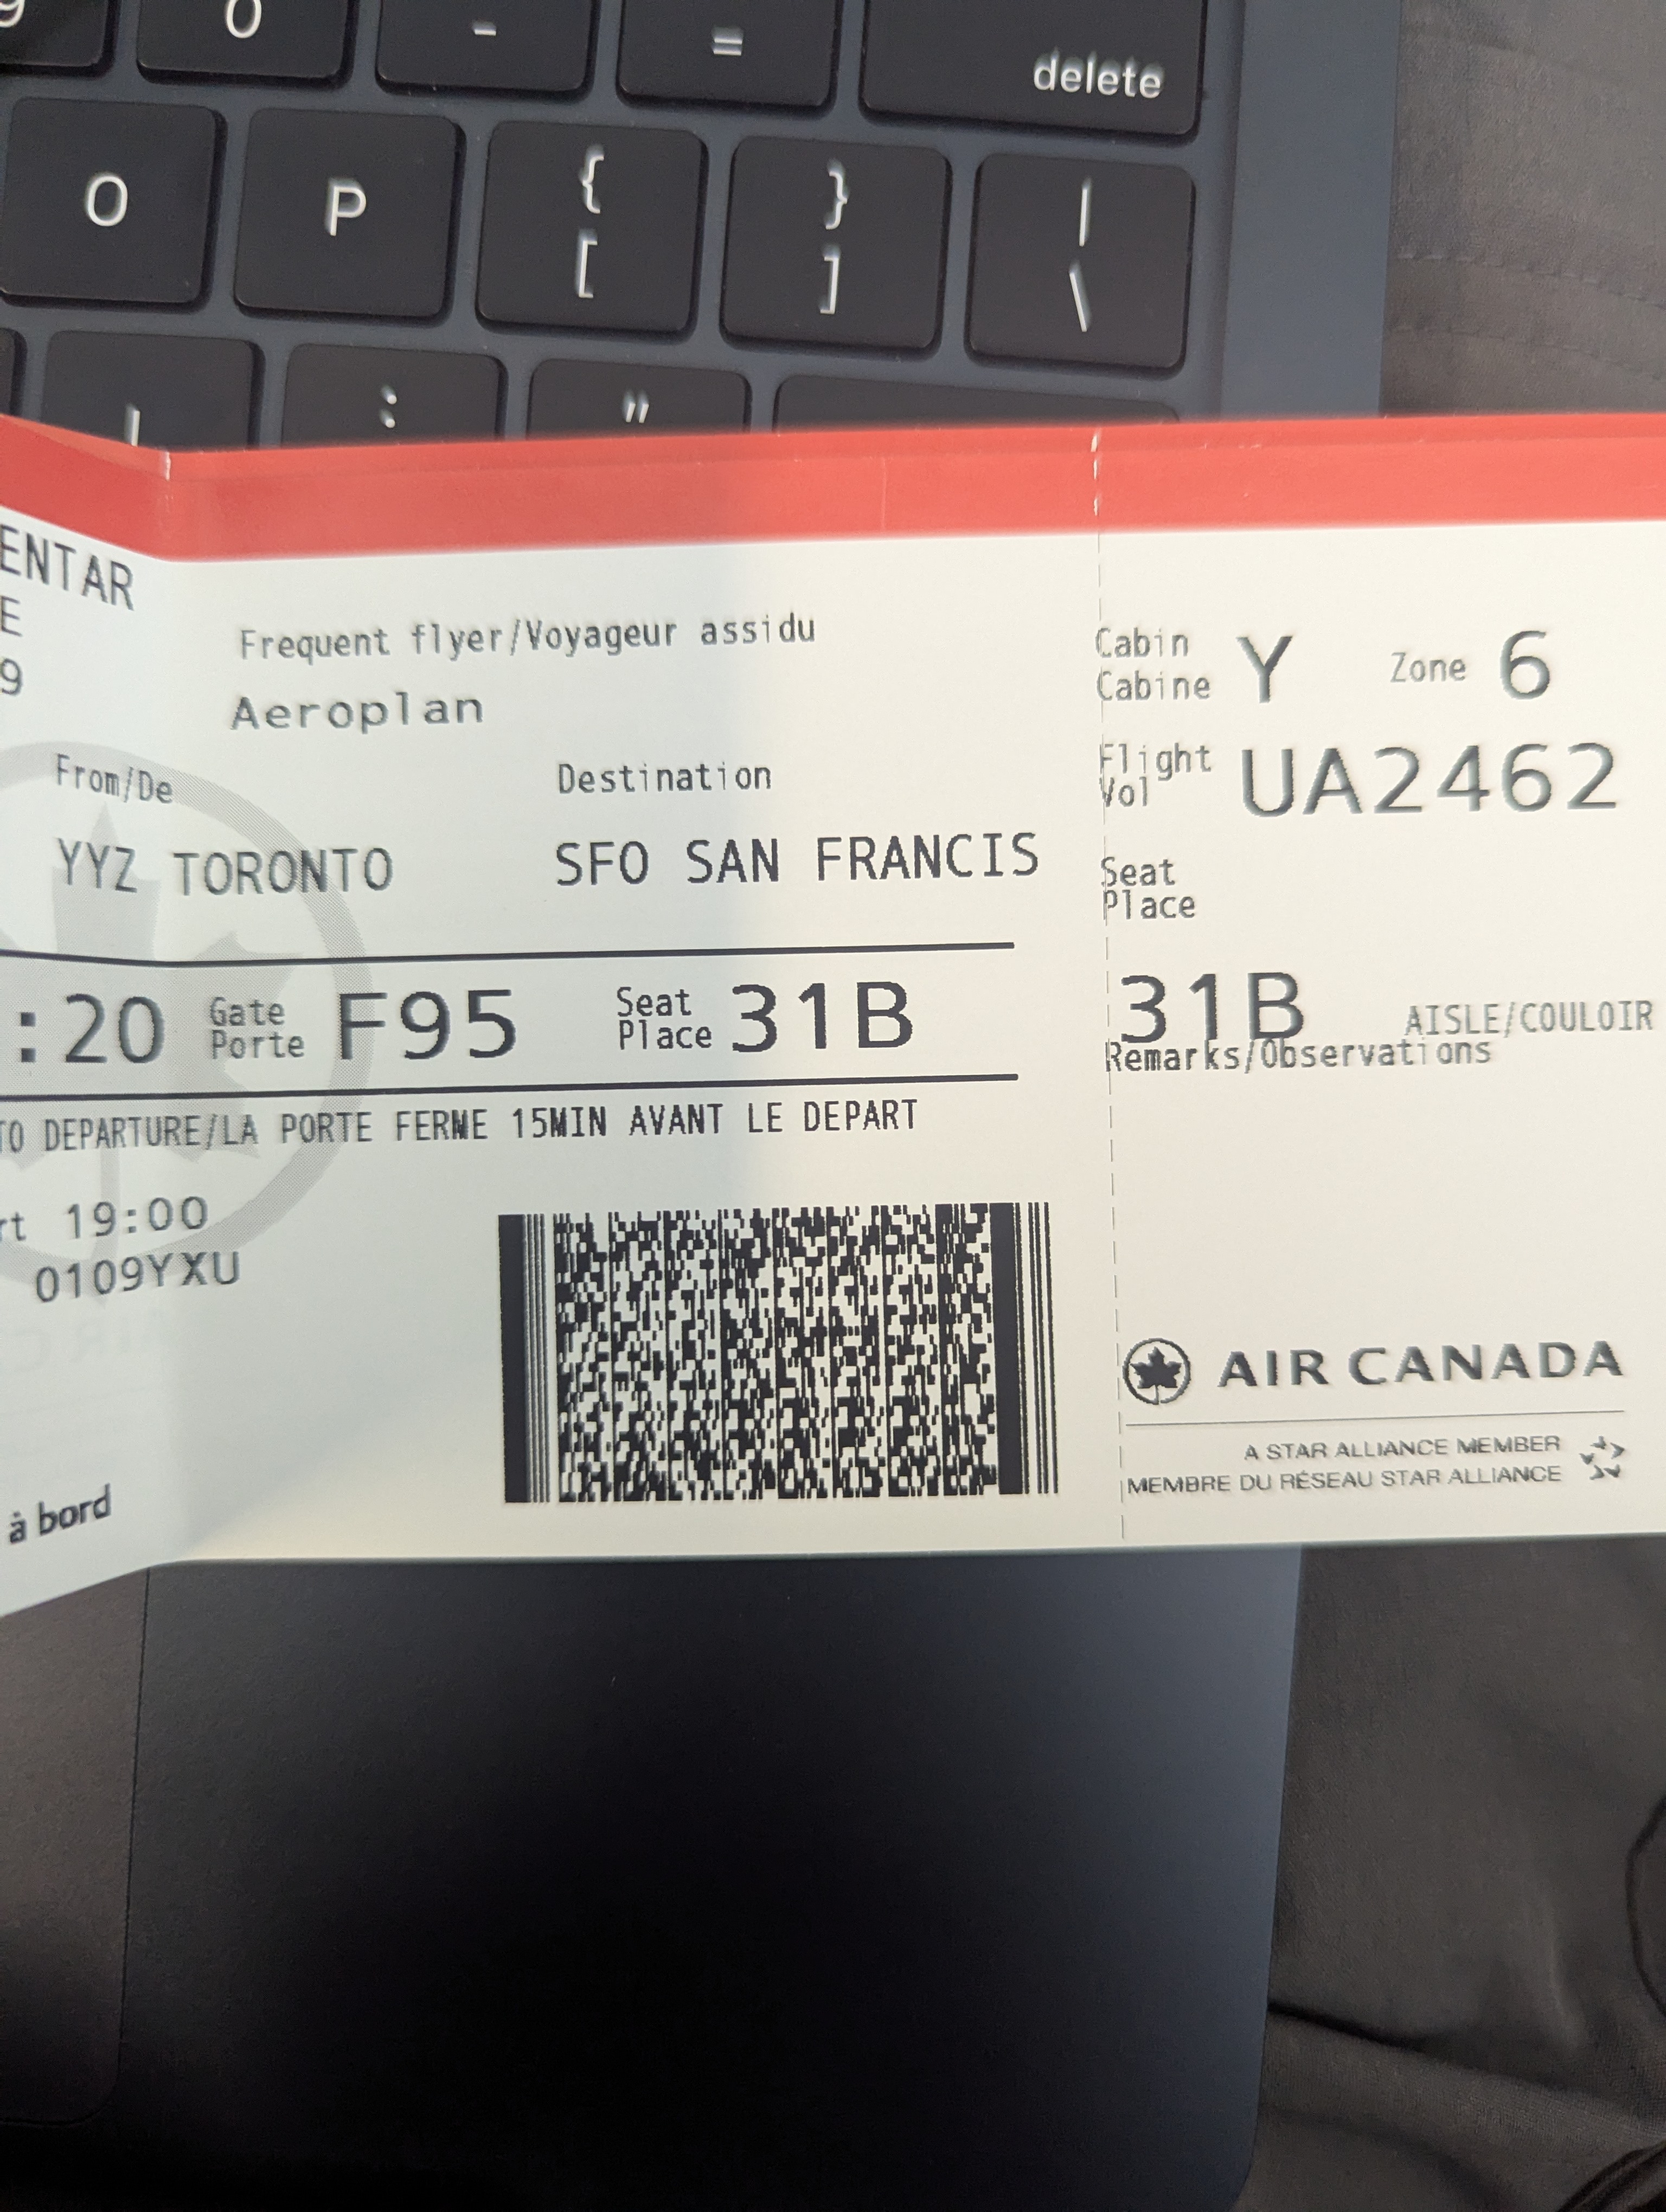 9 0 - = delete
O P { [ } ] | \
: "
ENTAR
E
9
Frequent flyer/Voyageur assidu
Aeroplan
From/De Destination
YYZ TORONTO SFO SAN FRANCIS
:20 Gate Porte F95 Seat Place 31B
TO DEPARTURE/LA PORTE FERME 15MIN AVANT LE DEPART
rt 19:00
0109YXU
à bord
Cabin Cabine Y Zone 6
Flight Vol UA2462
Seat
Place
31B AISLE/COULOIR
Remarks/Observations
AIR CANADA
A STAR ALLIANCE MEMBER
MEMBRE DU RÉSEAU STAR ALLIANCE